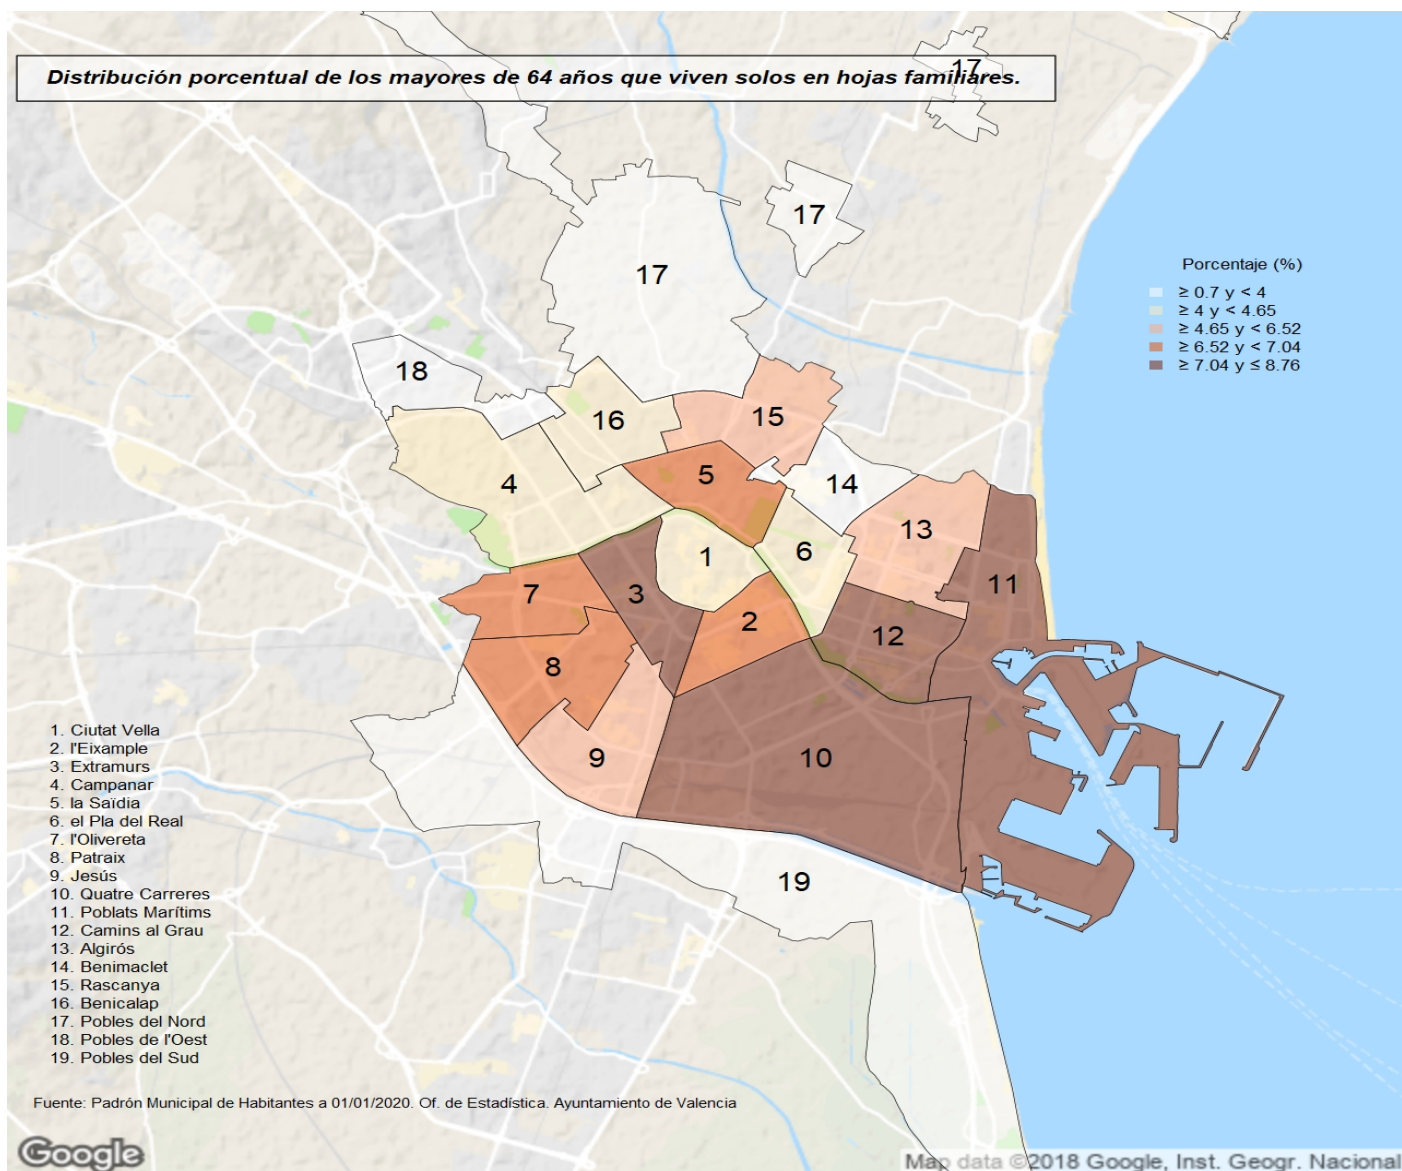 17
Distribución porcentual de los mayores de 64 años que viven solos en hojas familiares.
17
17
Porcentaje (%)
≥ 0.7 y < 4
≥ 4 y < 4.65
≥ 4.65 y < 6.52
≥ 6.52 y < 7.04
≥ 7.04 y ≤ 8.76
18
16
15
5
4
14
13
1
6
11
7
3
2
12
8
9
10
19
1. Ciutat Vella
2. l'Eixample
3. Extramurs
4. Campanar
5. la Saïdia
6. el Pla del Real
7. l'Olivereta
8. Patraix
9. Jesús
10. Quatre Carreres
11. Poblats Marítims
12. Camins al Grau
13. Algirós
14. Benimaclet
15. Rascanya
16. Benicalap
17. Pobles del Nord
18. Pobles de l'Oest
19. Pobles del Sud
Fuente: Padrón Municipal de Habitantes a 01/01/2020. Of. de Estadística. Ayuntamiento de Valencia
Google
Map data ©2018 Google, Inst. Geogr. Nacional